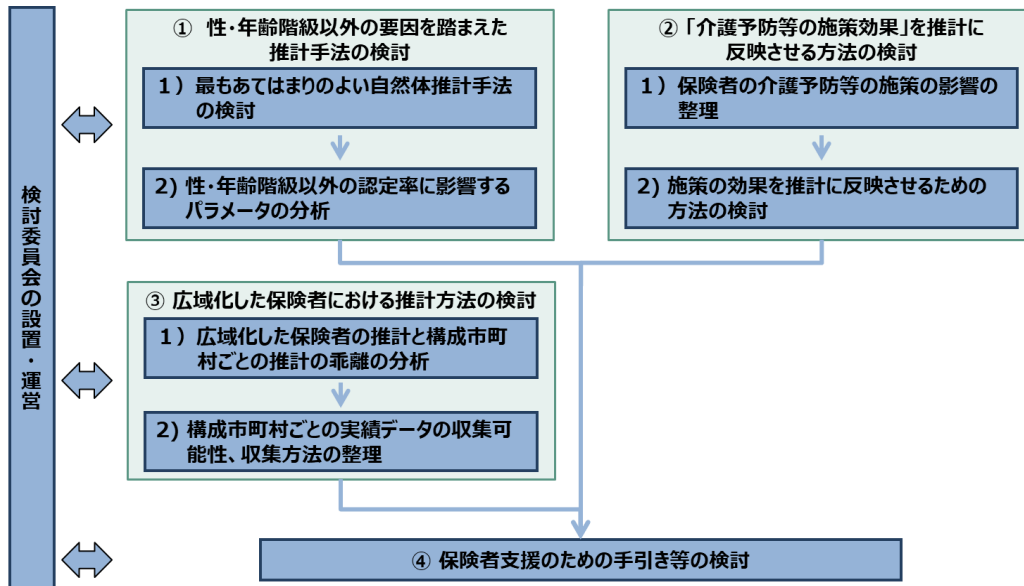 検討委員会の設置・運営
① 性・年齢階級以外の要因を踏まえた
推計手法の検討
1）最もあてはまりのよい自然体推計手法
の検討
2) 性・年齢階級以外の認定率に影響する
パラメータの分析
②「介護予防等の施策効果」を推計に
反映させる方法の検討
1）保険者の介護予防等の施策の影響の
整理
2) 施策の効果を推計に反映させるための
方法の検討
③ 広域化した保険者における推計方法の検討
1）広域化した保険者の推計と構成市町
村ごとの推計の乖離の分析
2) 構成市町村ごとの実績データの収集可
能性、収集方法の整理
④ 保険者支援のための手引き等の検討